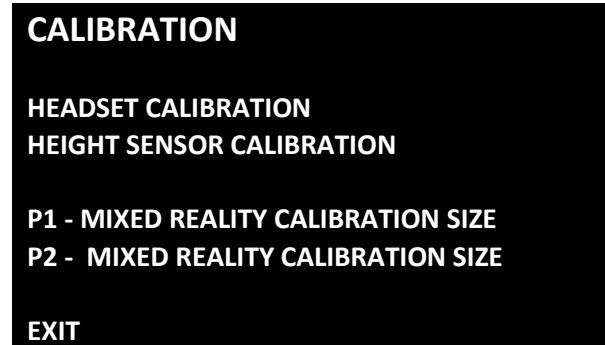 CALIBRATION
HEADSET CALIBRATION
HEIGHT SENSOR CALIBRATION
P1 - MIXED REALITY CALIBRATION SIZE
P2 -  MIXED REALITY CALIBRATION SIZE
EXIT